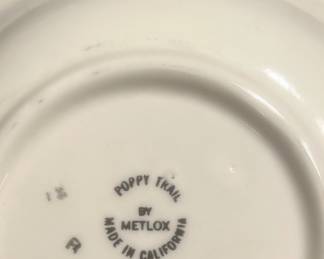 POPPY TRAIL
BY
METLOX
MADE IN CALIFORNIA
R